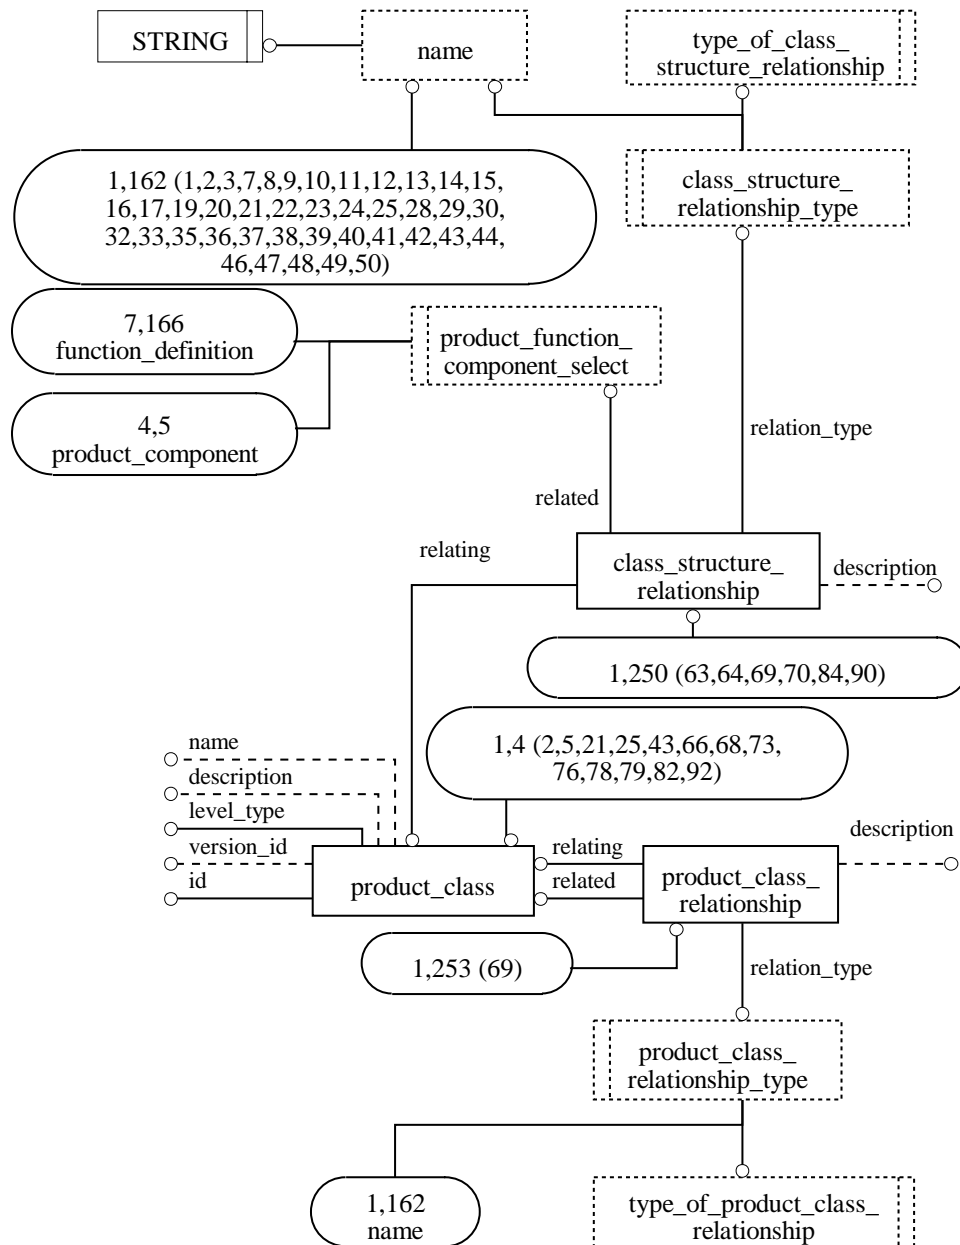 STRING
name
type_of_class_
structure_relationship
1,162 (1,2,3,7,8,9,10,11,12,13,14,15,
16,17,19,20,21,22,23,24,25,28,29,30,
32,33,35,36,37,38,39,40,41,42,43,44,
46,47,48,49,50)
class_structure_
relationship_type
7,166
function_definition
product_function_
component_select
4,5
product_component
relation_type
related
relating
class_structure_
relationship
description
1,250 (63,64,69,70,84,90)
1,4 (2,5,21,25,43,66,68,73,
76,78,79,82,92)
name
description
level_type
version_id
id
product_class
relating
related
product_class_
relationship
description
1,253 (69)
relation_type
product_class_
relationship_type
1,162
name
type_of_product_class_
relationship